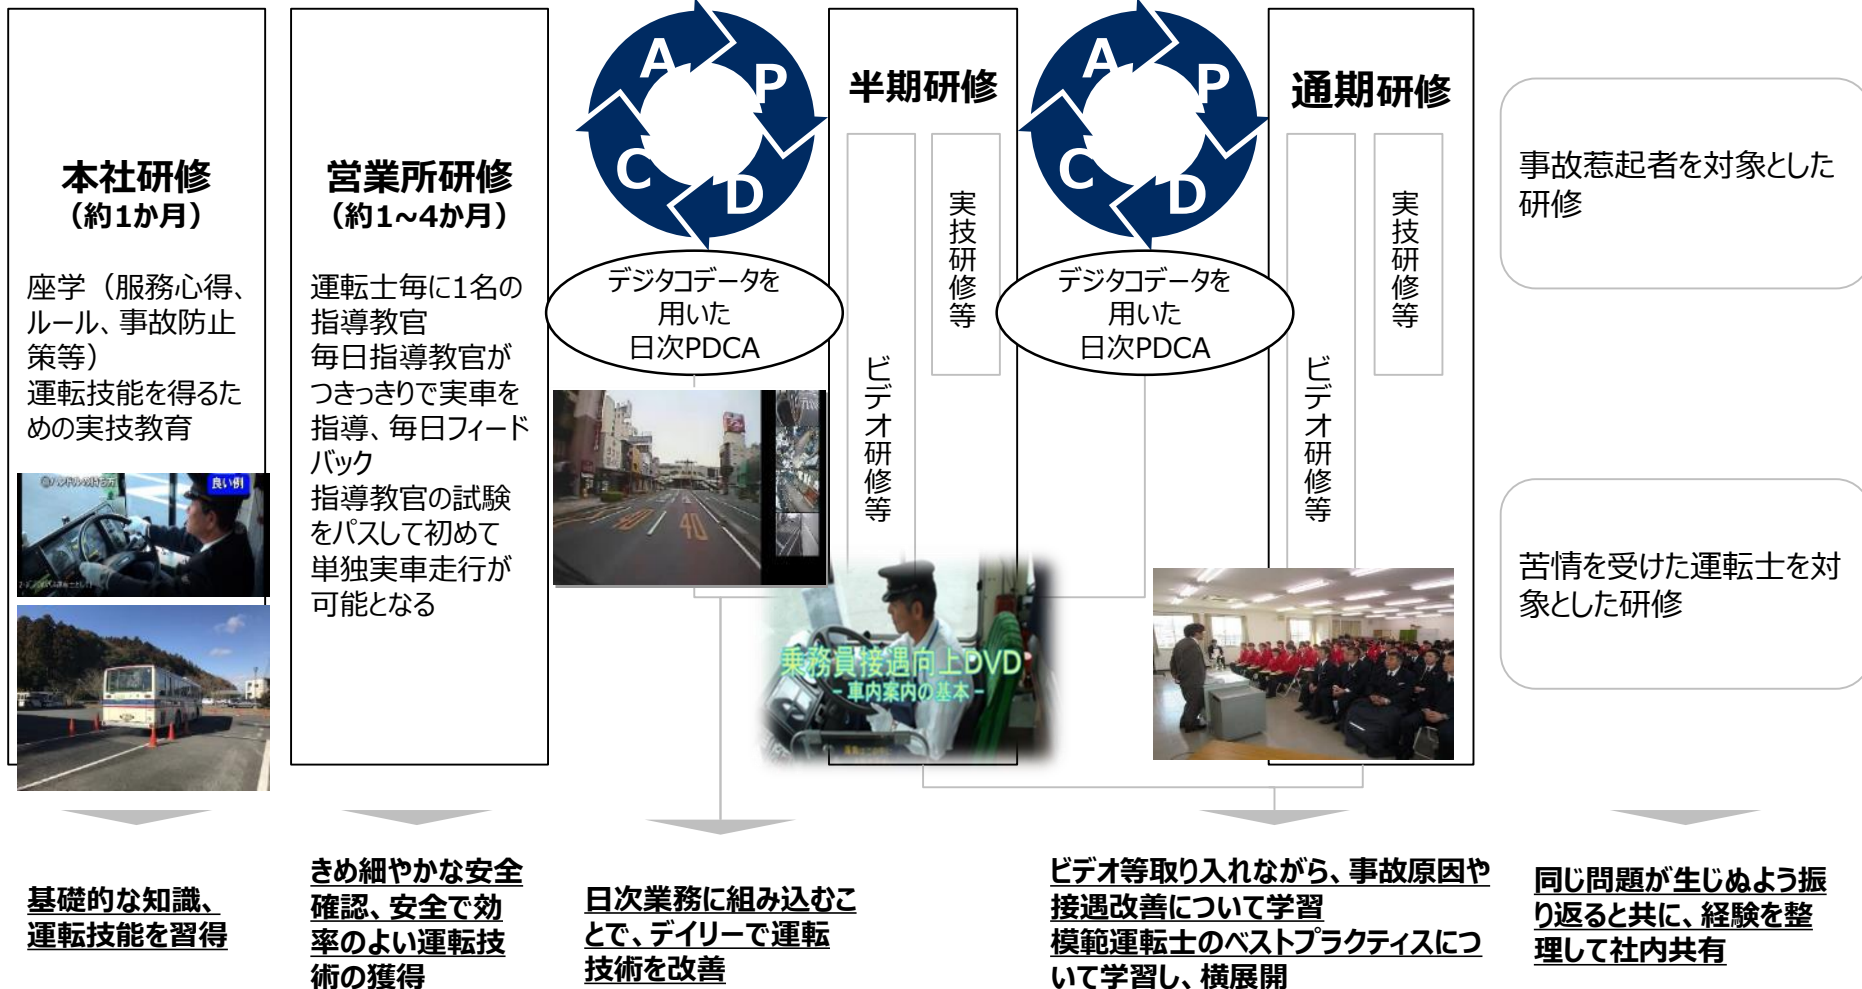 本社研修
（約1か月）
座学（服務心得、
ルール、事故防止
策等）
運転技能を得るた
めの実技教育
良い例
営業所研修
（約1~4か月）
運転士毎に1名の
指導教官
毎日指導教官が
つきっきりで実車を
指導、毎日フィード
バック
指導教官の試験
をパスして初めて
単独実車走行が
可能となる
A
P
C
D
デジタコデータを
用いた
日次PDCA
40
半期研修
ビデオ研修等
実技研修等
乗務員接遇向上DVD
－車内案内の基本－
A
P
C
D
デジタコデータを
用いた
日次PDCA
通期研修
ビデオ研修等
実技研修等
事故惹起者を対象とした
研修
苦情を受けた運転士を対
象とした研修
基礎的な知識、
運転技能を習得
きめ細やかな安全
確認、安全で効
率のよい運転技
術の獲得
日次業務に組み込むこ
とで、デイリーで運転
技術を改善
ビデオ等取り入れながら、事故原因や
接遇改善について学習
模範運転士のベストプラクティスにつ
いて学習し、横展開
同じ問題が生じぬよう振
り返ると共に、経験を整
理して社内共有